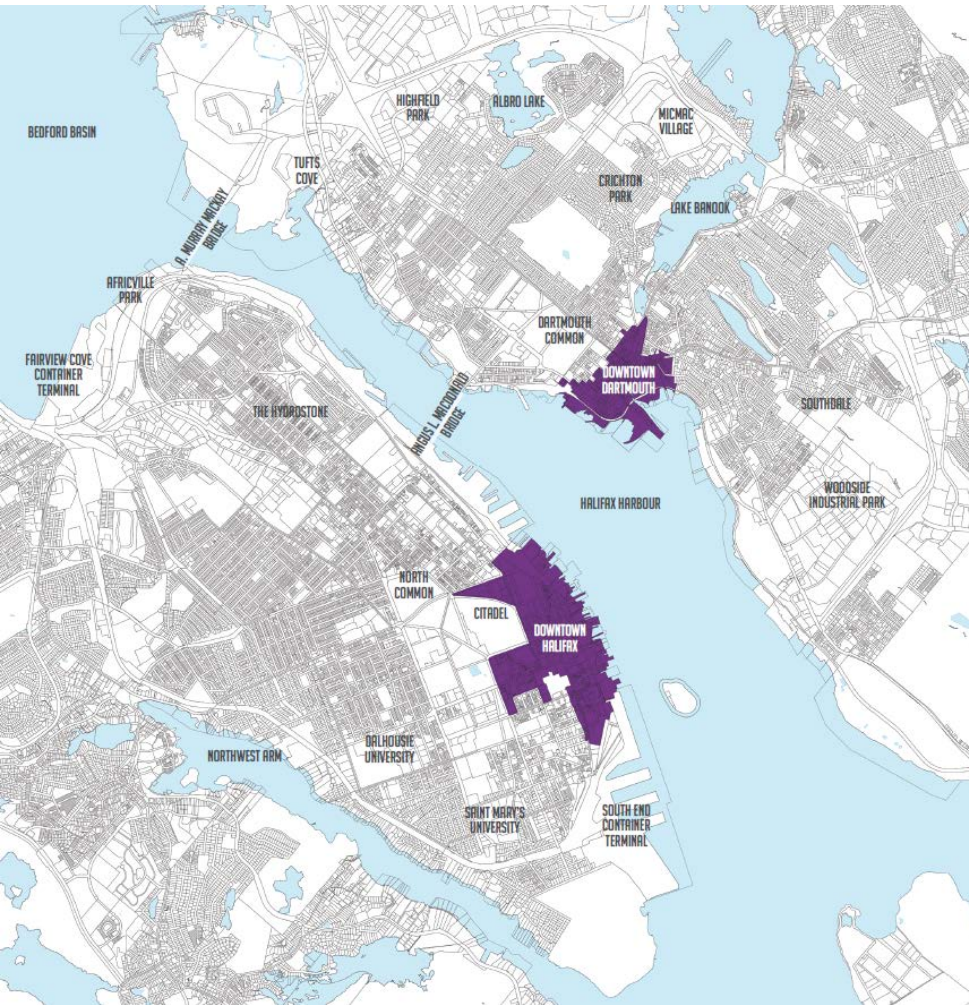 HIGHFIELD
PARK
ALBRO LAKE
MICMAC
VILLAGE
BEDFORD BASIN
TUFTS
COVE
CRICHTON
PARK
LAKE BANOOK
A. MURRAY MACKAY
BRIDGE
AFRICVILLE
PARK
DARTMOUTH
COMMON
FAIRVIEW COVE
CONTAINER
TERMINAL
DOWNTOWN
DARTMOUTH
THE HYDROSTONE
ANGUS L. MACDONALD
BRIDGE
SOUTHDALE
WOODSIDE
INDUSTRIAL PARK
HALIFAX HARBOUR
NORTH
COMMON
CITADEL
DOWNTOWN
HALIFAX
DALHOUSIE
UNIVERSITY
NORTHWEST ARM
SAINT MARY'S
UNIVERSITY
SOUTH END
CONTAINER
TERMINAL